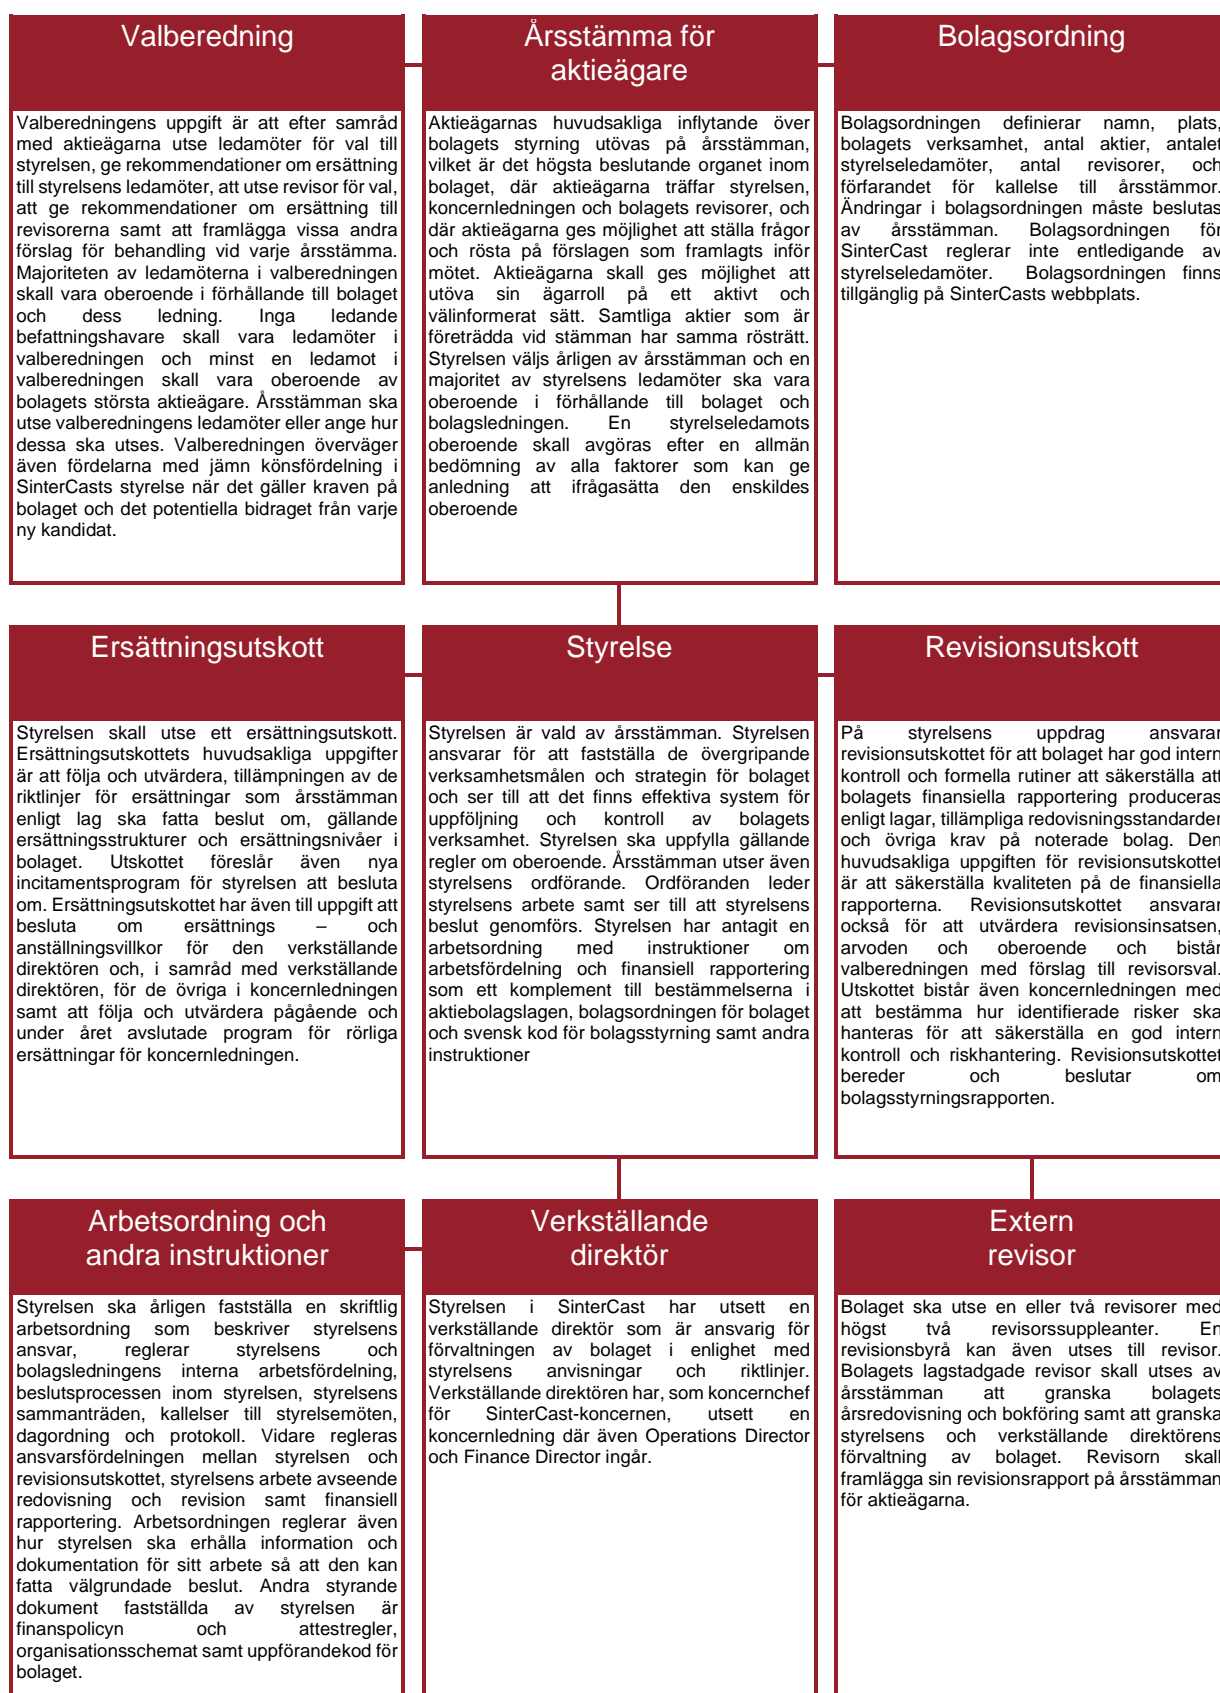 Valberedning
Valberedningens uppgift är att efter samråd
med aktieägarna utse ledamöter för val till
styrelsen, ge rekommendationer om ersättning
till styrelsens ledamöter, att utse revisor för val,
att ge rekommendationer om ersättning till
revisorerna samt att framlägga vissa andra
förslag för behandling vid varje årsstämma.
Majoriteten av ledamöterna i valberedningen
skall vara oberoende i förhållande till bolaget
och dess ledning. Inga ledande
befattningshavare skall vara ledamöter i
valberedningen och minst en ledamot i
valberedningen skall vara oberoende av
bolagets största aktieägare. Årsstämman ska
utse valberedningens ledamöter eller ange hur
dessa ska utses. Valberedningen överväger
även fördelarna med jämn könsfördelning i
SinterCasts styrelse när det gäller kraven på
bolaget och det potentiella bidraget från varje
ny kandidat.
Årsstämma för
aktieägare
Aktieägarnas huvudsakliga inflytande över
bolagets styrning utövas på årsstämman,
vilket är det högsta beslutande organet inom
bolaget, där aktieägarna träffar styrelsen,
koncernledningen och bolagets revisorer, och
där aktieägarna ges möjlighet att ställa frågor
och rösta på förslagen som framlagts inför
mötet. Aktieägarna skall ges möjlighet att
utöva sin ägarroll på ett aktivt och
välinformerat sätt. Samtliga aktier som är
företrädda vid stämman har samma rösträtt.
Styrelsen väljs årligen av årsstämman och en
majoritet av styrelsens ledamöter ska vara
oberoende i förhållande till bolaget och
bolagsledningen. En styrelseledamots
oberoende skall avgöras efter en allmän
bedömning av alla faktorer som kan ge
anledning att ifrågasätta den enskildes
oberoende
Bolagsordning
Bolagsordningen definierar namn, plats,
bolagets verksamhet, antal aktier, antalet
styrelseledamöter, antal revisorer, och
förfarandet för kallelse till årsstämmor.
Ändringar i bolagsordningen måste beslutas
av årsstämman. Bolagsordningen för
SinterCast reglerar inte entledigande av
styrelseledamöter. Bolagsordningen finns
tillgänglig på SinterCasts webbplats.
Ersättningsutskott
Styrelsen skall utse ett ersättningsutskott.
Ersättningsutskottets huvudsakliga uppgifter
är att följa och utvärdera, tillämpningen av de
riktlinjer för ersättningar som årsstämman
enligt lag ska fatta beslut om, gällande
ersättningsstrukturer och ersättningsnivåer i
bolaget. Utskottet föreslår även nya
incitamentsprogram för styrelsen att besluta
om. Ersättningsutskottet har även till uppgift att
besluta om ersättnings – och
anställningsvillkor för den verkställande
direktören och, i samråd med verkställande
direktören, för de övriga i koncernledningen
samt att följa och utvärdera pågående och
under året avslutade program för rörliga
ersättningar för koncernledningen.
Styrelse
Styrelsen är vald av årsstämman. Styrelsen
ansvarar för att fastställa de övergripande
verksamhetsmålen och strategin för bolaget
och ser till att det finns effektiva system för
uppföljning och kontroll av bolagets
verksamhet. Styrelsen ska uppfylla gällande
regler om oberoende. Årsstämman utser även
styrelsens ordförande. Ordföranden leder
styrelsens arbete samt ser till att styrelsens
beslut genomförs. Styrelsen har antagit en
arbetsordning med instruktioner om
arbetsfördelning och finansiell rapportering
som ett komplement till bestämmelserna i
aktiebolagslagen, bolagsordningen för bolaget
och svensk kod för bolagsstyrning samt andra
instruktioner
Revisionsutskott
På styrelsens uppdrag ansvarar
revisionsutskottet för att bolaget har god intern
kontroll och formella rutiner att säkerställa att
bolagets finansiella rapportering produceras
enligt lagar, tillämpliga redovisningsstandarder
och övriga krav på noterade bolag. Den
huvudsakliga uppgiften för revisionsutskottet
är att säkerställa kvaliteten på de finansiella
rapporterna. Revisionsutskottet ansvarar
också för att utvärdera revisionsinsatsen,
arvoden och oberoende och bistår
valberedningen med förslag till revisorsval.
Utskottet bistår även koncernledningen med
att bestämma hur identifierade risker ska
hanteras för att säkerställa en god intern
kontroll och riskhantering. Revisionsutskottet
bereder och beslutar om
bolagsstyrningsrapporten.
Arbetsordning och
andra instruktioner
Styrelsen ska årligen fastställa en skriftlig
arbetsordning som beskriver styrelsens
ansvar, reglerar styrelsens och
bolagsledningens interna arbetsfördelning,
beslutsprocessen inom styrelsen, styrelsens
sammanträden, kallelser till styrelsemöten,
dagordning och protokoll. Vidare regleras
ansvarsfördelningen mellan styrelsen och
revisionsutskottet, styrelsens arbete avseende
redovisning och revision samt finansiell
rapportering. Arbetsordningen reglerar även
hur styrelsen ska erhålla information och
dokumentation för sitt arbete så att den kan
fatta välgrundade beslut. Andra styrande
dokument fastställda av styrelsen är
finanspolicyn och attestregler,
organisationsschemat samt uppförandekod för
bolaget.
Verkställande
direktör
Styrelsen i SinterCast har utsett en
verkställande direktör som är ansvarig för
förvaltningen av bolaget i enlighet med
styrelsens anvisningar och riktlinjer.
Verkställande direktören har, som koncernchef
för SinterCast-koncernen, utsett en
koncernledning där även Operations Director
och Finance Director ingår.
Extern
revisor
Bolaget ska utse en eller två revisorer med
högst två revisorssuppleanter. En
revisionsbyrå kan även utses till revisor.
Bolagets lagstadgade revisor skall utses av
årsstämman att granska bolagets
årsredovisning och bokföring samt att granska
styrelsens och verkställande direktörens
förvaltning av bolaget. Revisorn skall
framlägga sin revisionsrapport på årsstämman
för aktieägarna.